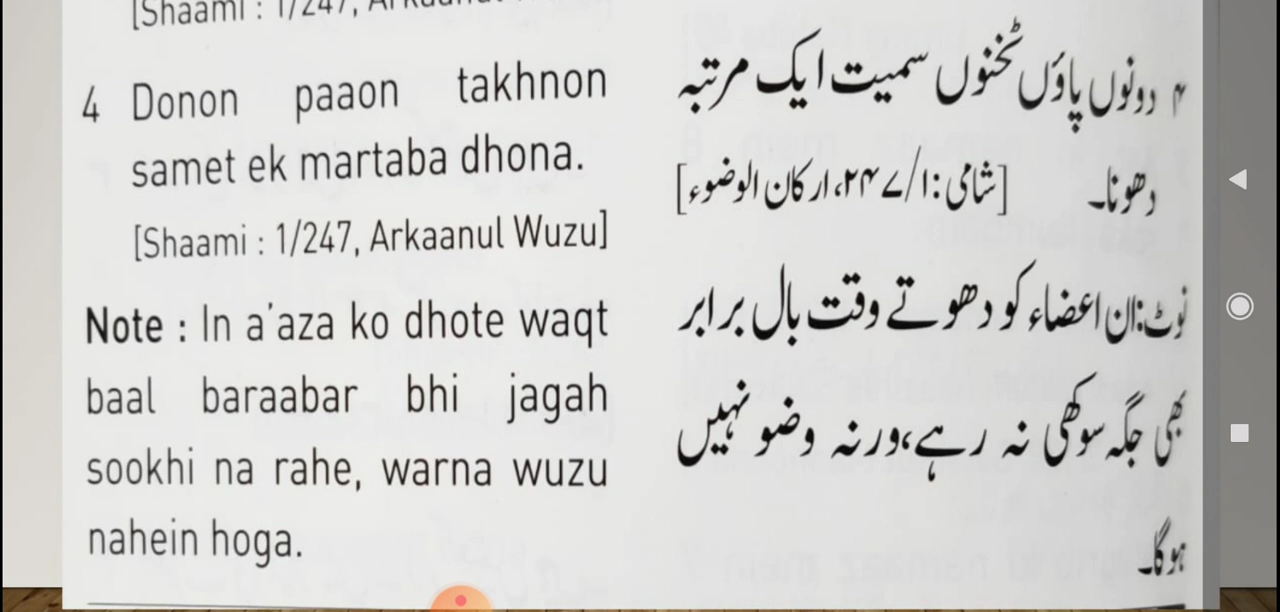 [Shaami : 1/247,
4 Donon paaon takhnon
samet ek martaba dhona.
[Shaami : 1/247, Arkaanul Wuzu]
Note : In a'aza ko dhote waqt
baal baraabar bhi jagah
sookhi na rahe, warna wuzu
nahein hoga.
۴ دونوں پاؤں ٹخنوں سمیت ایک مرتبہ
دھونا۔ [شامی :۱/ ۲۴۷، ارکان الوضوء]
نوٹ: ان اعضاء کو دھوتے وقت بال برابر
بھی جگہ سوکھی نہ رہے، ورنہ وضو نہیں
ہوگا۔